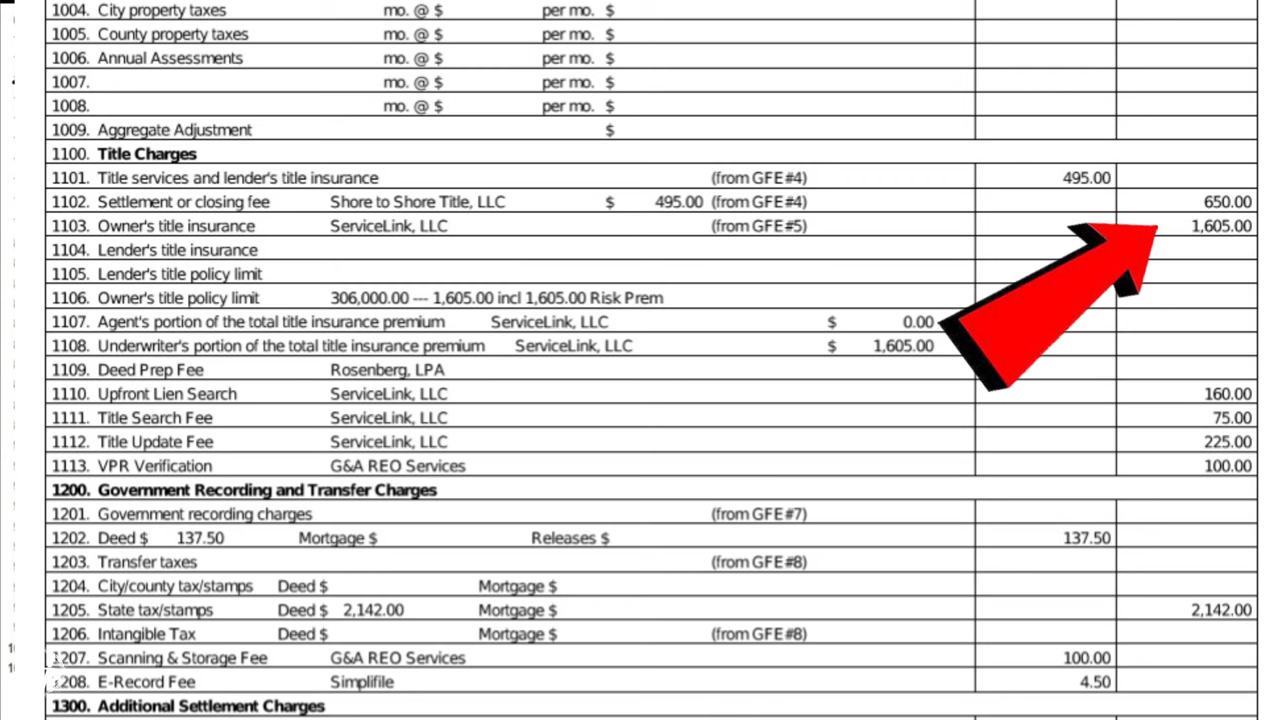 1004. City property taxes mo. @ $ per mo. $
1005. County property taxes mo. @ $ per mo. $
1006. Annual Assessments mo. @ $ per mo. $
1007. mo. @ $ per mo. $
1008. mo. @ $ per mo. $
1009. Aggregate Adjustment $
1100. Title Charges
1101. Title services and lender's title insurance (from GFE#4) 495.00
1102. Settlement or closing fee Shore to Shore Title, LLC $ 495.00 (from GFE#4) 650.00
1103. Owner's title insurance ServiceLink, LLC (from GFE#5) 1,605.00
1104. Lender's title insurance
1105. Lender's title policy limit
1106. Owner's title policy limit 306,000.00 --- 1,605.00 incl 1,605.00 Risk Prem
1107. Agent's portion of the total title insurance premium ServiceLink, LLC $ 0.00
1108. Underwriter's portion of the total title insurance premium ServiceLink, LLC $ 1,605.00
1109. Deed Prep Fee Rosenberg, LPA
1110. Upfront Lien Search ServiceLink, LLC 160.00
1111. Title Search Fee ServiceLink, LLC 75.00
1112. Title Update Fee ServiceLink, LLC 225.00
1113. VPR Verification G&A REO Services 100.00
1200. Government Recording and Transfer Charges
1201. Government recording charges (from GFE#7)
1202. Deed $ 137.50 Mortgage $ Releases $ 137.50
1203. Transfer taxes (from GFE#8)
1204. City/county tax/stamps Deed $ Mortgage $
1205. State tax/stamps Deed $ 2,142.00 Mortgage $ 2,142.00
1206. Intangible Tax Deed $ Mortgage $ (from GFE#8)
1207. Scanning & Storage Fee G&A REO Services 100.00
1208. E-Record Fee Simplifile 4.50
1300. Additional Settlement Charges